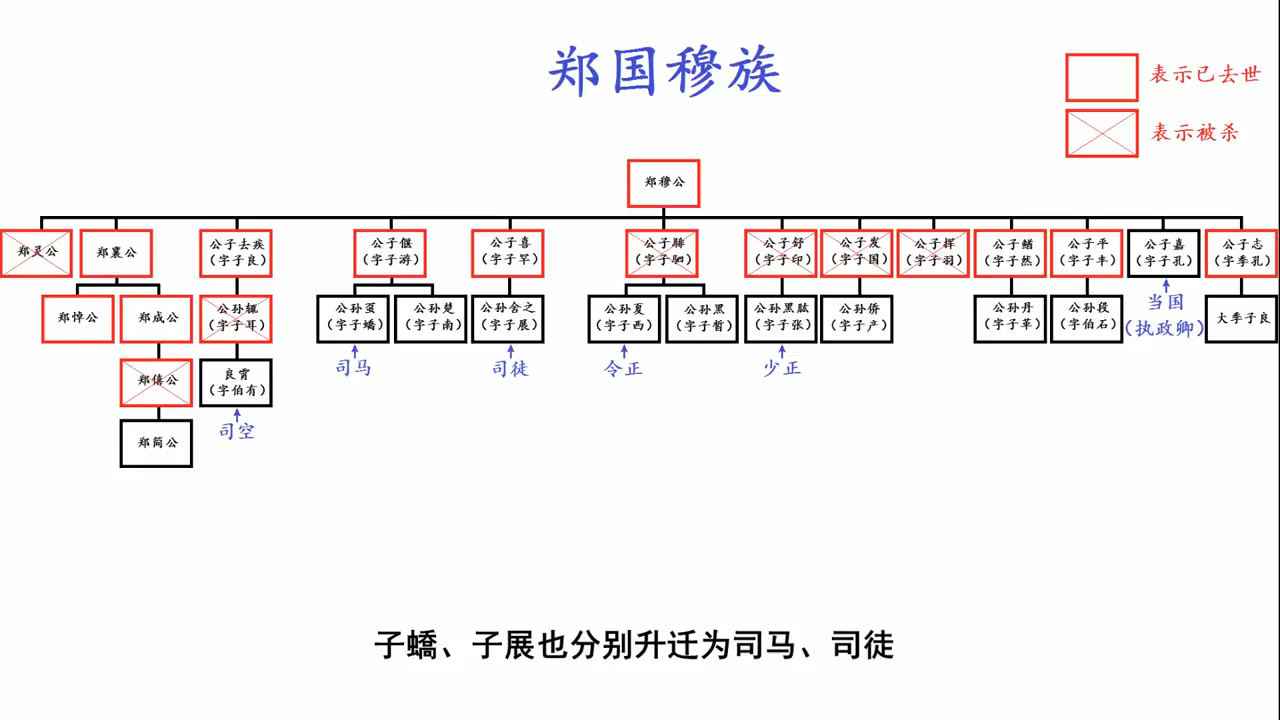 郑国穆族
表示已去世
表示被杀
郑穆公
郑灵公
郑襄公
公子去疾
(字子良)
公子偃
(字子游)
公子喜
(字子罕)
公子騑
(字子驷)
公子舒
(字子印)
公子发
(字子国)
公子挥
(字子羽)
公子鰌
(字子然)
公子平
(字子丰)
公子嘉
(字子孔)
公子志
(字季孔)
郑悼公
郑成公
公孙辄
(字子耳)
公孙虿
(字子蟜)
公孙楚
(字子南)
公孙舍之
(字子展)
公孙夏
(字子西)
公孙黑
(字子晳)
公孙黑肱
(字子张)
公孙侨
(字子产)
公孙丹
(字子革)
公孙段
(字伯石)
当国
(执政卿)
大季子良
郑僖公
良霄
(字伯有)
司马
司徒
令正
少正
郑简公
司空
子蟜、子展也分别升迁为司马、司徒